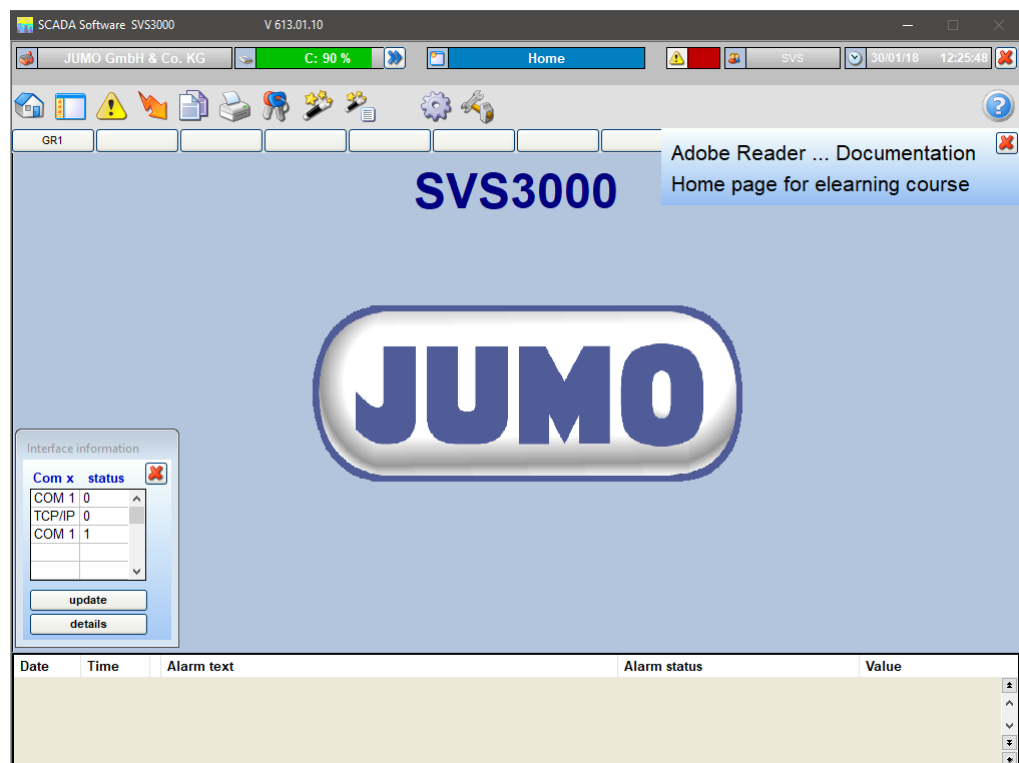 SCADA Software SVS3000 V 613.01.10
JUMO GmbH & Co. KG C: 90 % Home SVS 30/01/18 12:25:48
GR1
Adobe Reader ... Documentation
Home page for elearning course
SVS3000
JUMO
Interface information
Com x status
COM 1 0
TCP/IP 0
COM 1 1
update
details
Date Time Alarm text Alarm status Value